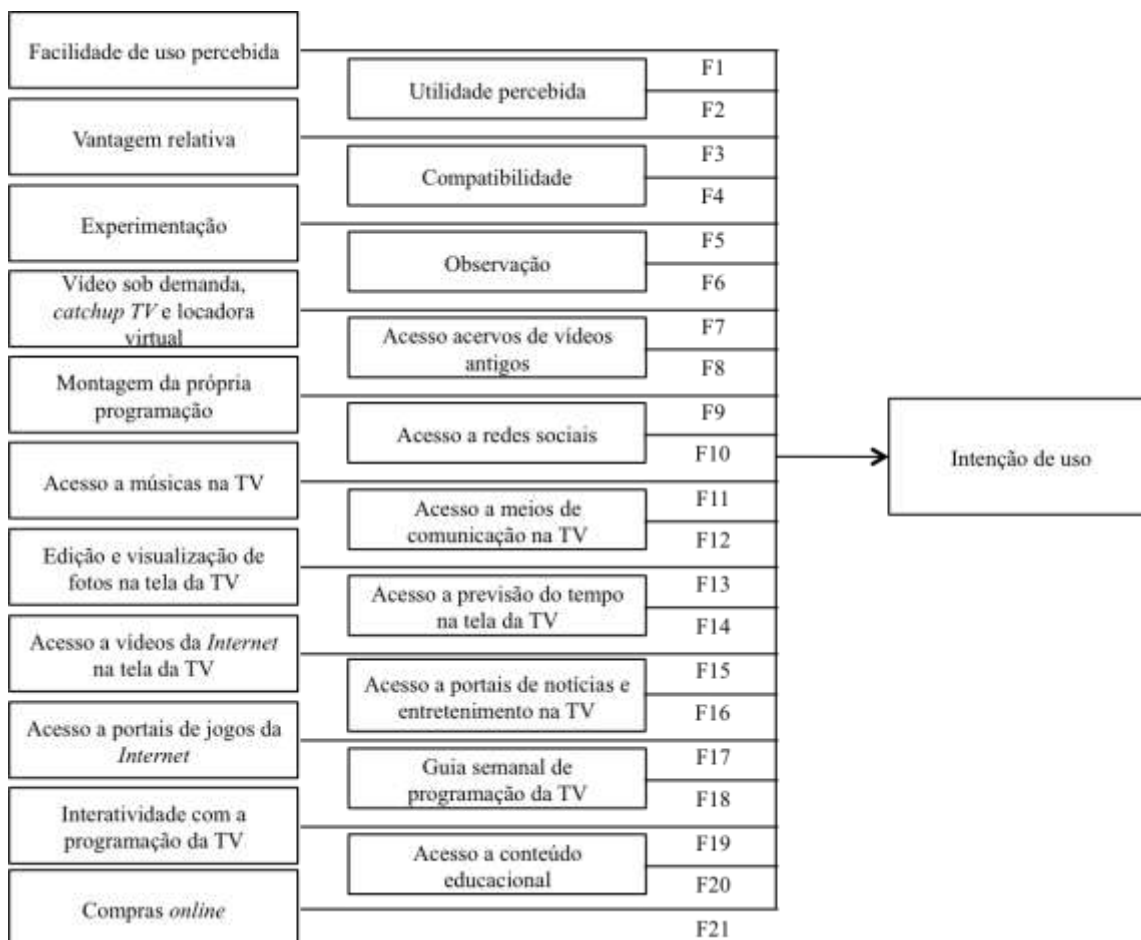 Facilidade de uso percebida
F1
Utilidade percebida
F2
Vantagem relativa
F3
Compatibilidade
F4
Experimentação
F5
Observação
F6
Vídeo sob demanda,
catchup TV e locadora
virtual
F7
Acesso acervos de vídeos
antigos
F8
Montagem da própria
programação
F9
Acesso a redes sociais
F10
Intenção de uso
Acesso a músicas na TV
F11
Acesso a meios de
comunicação na TV
F12
Edição e visualização de
fotos na tela da TV
F13
Acesso a previsão do tempo
na tela da TV
F14
Acesso a vídeos da Internet
na tela da TV
F15
Acesso a portais de notícias e
entretenimento na TV
F16
Acesso a portais de jogos da
Internet
F17
Guia semanal de
programação da TV
F18
Interatividade com a
programação da TV
F19
Acesso a conteúdo
educacional
F20
Compras online
F21